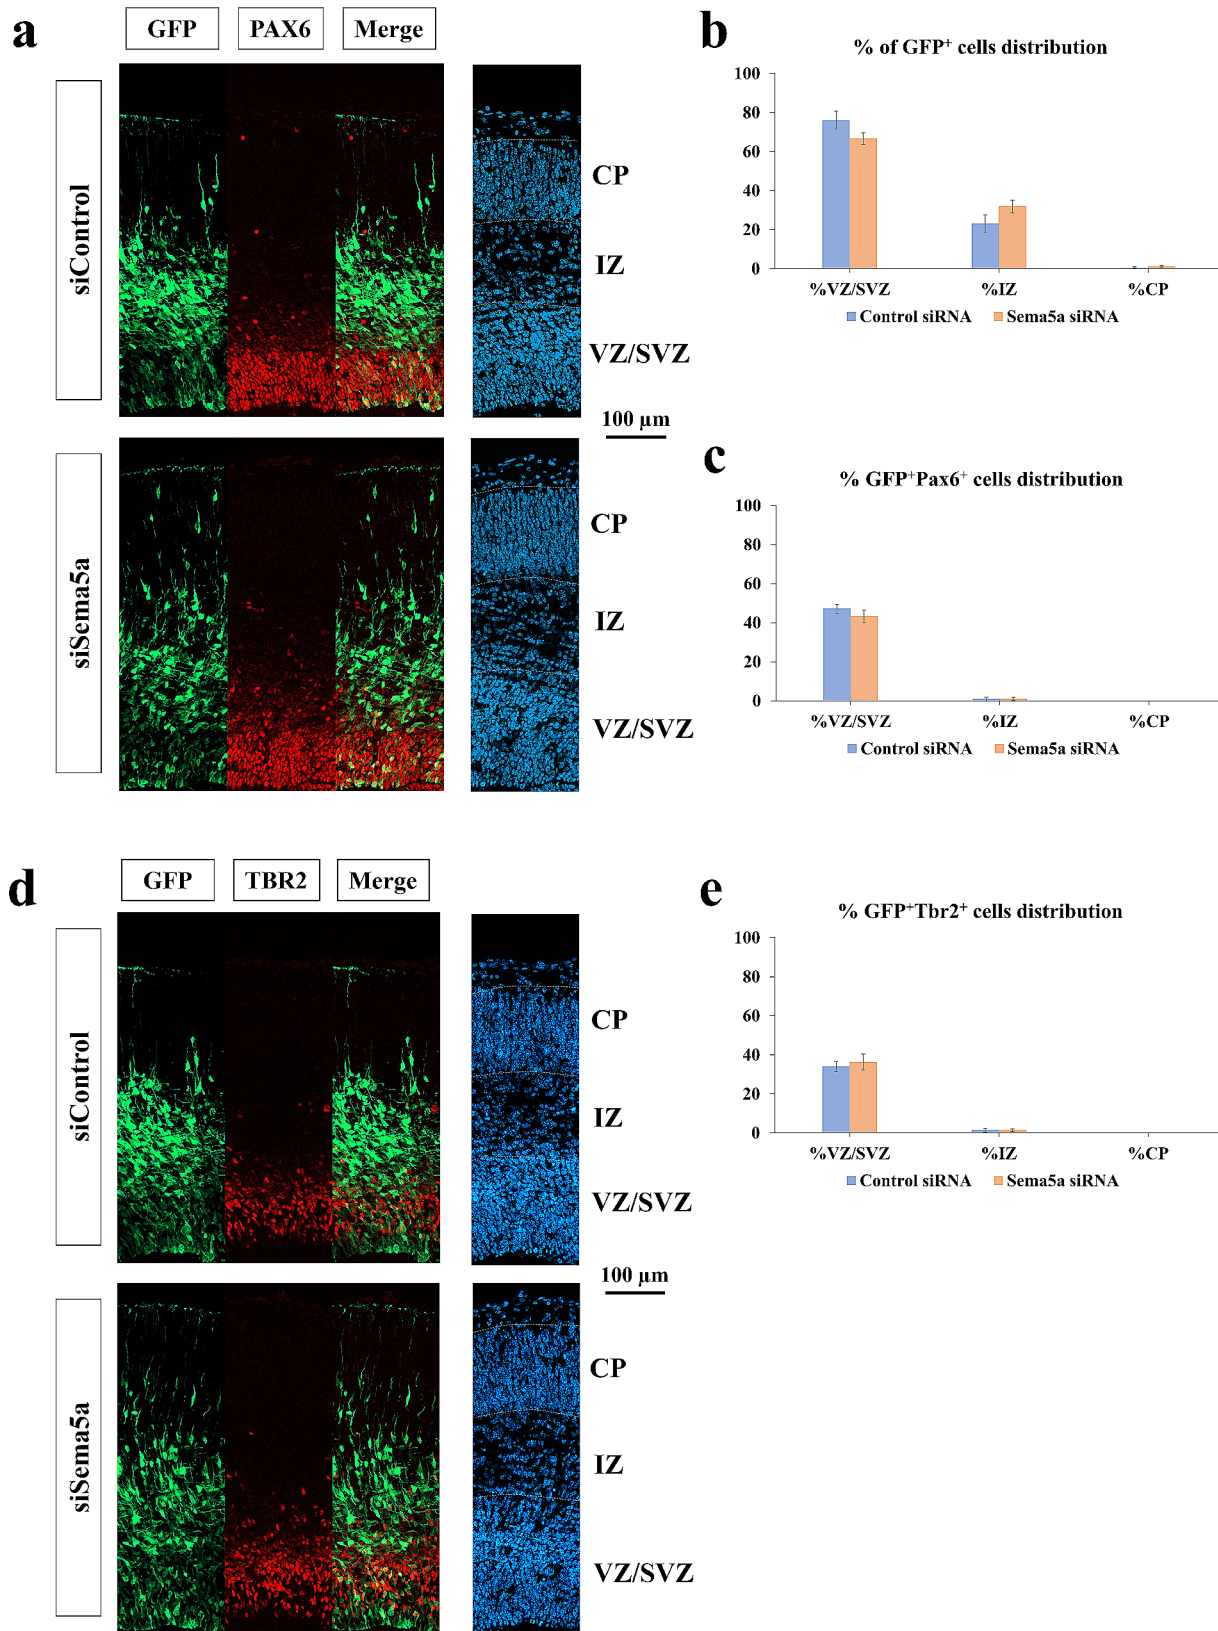 a
GFP PAX6 Merge
siControl
CP
IZ
VZ/SVZ
100 µm
siSema5a
CP
IZ
VZ/SVZ
b
% of GFP⁺ cells distribution
100
80
60
40
20
0
%VZ/SVZ %IZ %CP
Control siRNA Sema5a siRNA
c
% GFP⁺Pax6⁺ cells distribution
100
80
60
40
20
0
%VZ/SVZ %IZ %CP
Control siRNA Sema5a siRNA
d
GFP TBR2 Merge
siControl
CP
IZ
VZ/SVZ
100 µm
siSema5a
CP
IZ
VZ/SVZ
e
% GFP⁺Tbr2⁺ cells distribution
100
80
60
40
20
0
%VZ/SVZ %IZ %CP
Control siRNA Sema5a siRNA